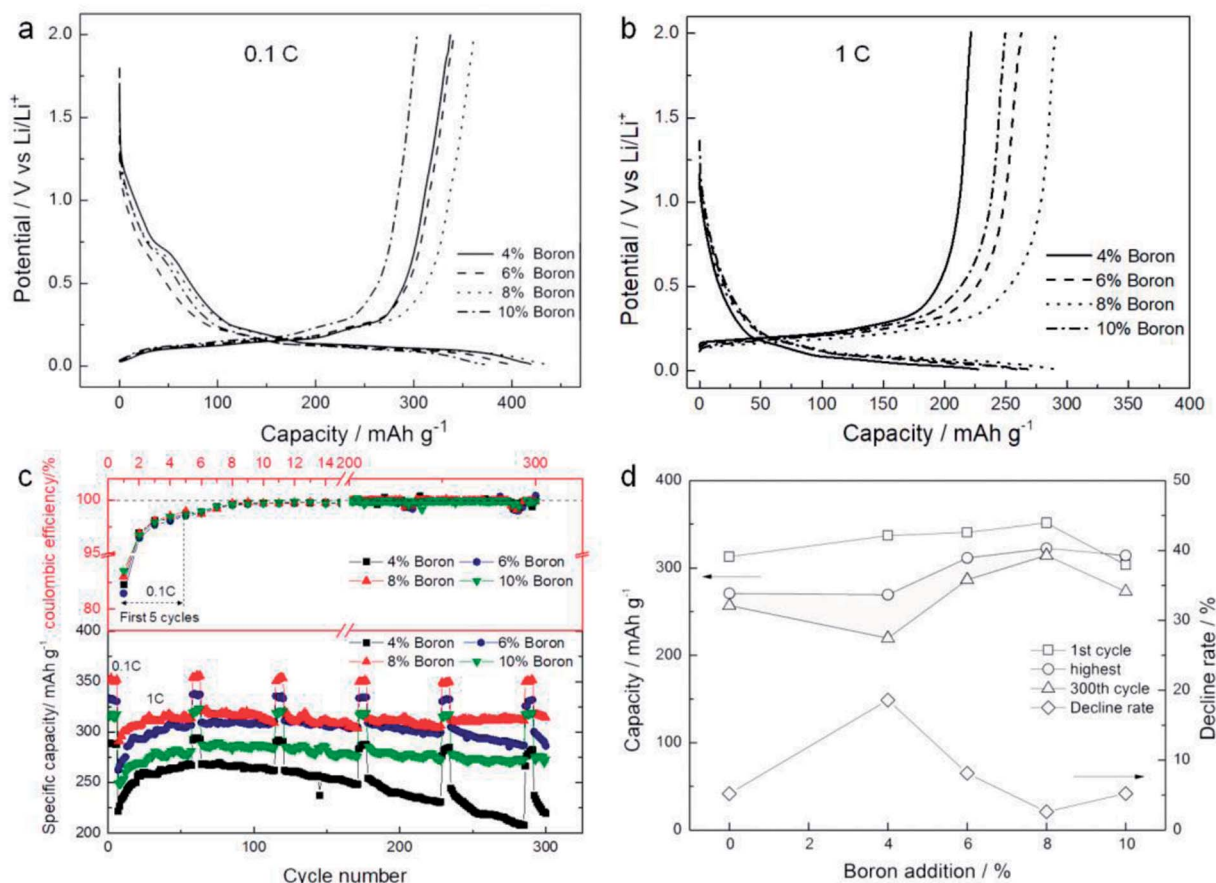 a
0.1 C
2.0
1.5
1.0
0.5
0.0
Potential / V vs Li/Li⁺
4% Boron
6% Boron
8% Boron
10% Boron
0 100 200 300 400
Capacity / mAh g⁻¹
b
1 C
2.0
1.5
1.0
0.5
0.0
Potential / V vs Li/Li⁺
4% Boron
6% Boron
8% Boron
10% Boron
0 50 100 150 200 250 300 350 400
Capacity / mAh g⁻¹
c
0 2 4 6 8 10 12 14 200 300
coulombic efficiency/%
100
95
80
4% Boron 6% Boron
8% Boron 10% Boron
0.1C
First 5 cycles
4% Boron 6% Boron
8% Boron 10% Boron
0.1C
1C
400
350
300
250
200
Specific capacity/ mAh g⁻¹
0 100 200 300
Cycle number
d
400
350
300
250
200
150
100
50
0
Capacity / mAh g⁻¹
1st cycle
highest
300th cycle
Decline rate
50
40
30
20
10
0
Decline rate / %
0 2 4 6 8 10
Boron addition / %